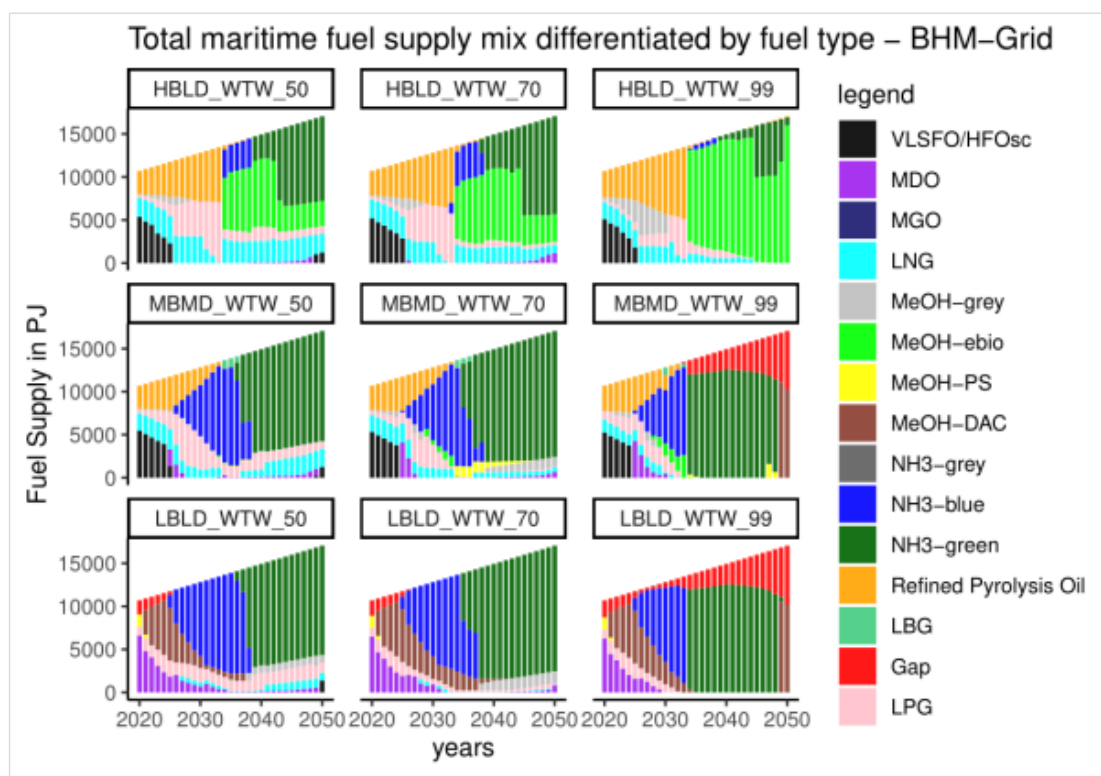 Total maritime fuel supply mix differentiated by fuel type − BHM−Grid
HBLD_WTW_50 HBLD_WTW_70 HBLD_WTW_99
15000
10000
5000
0
MBMD_WTW_50 MBMD_WTW_70 MBMD_WTW_99
15000
10000
5000
0
LBLD_WTW_50 LBLD_WTW_70 LBLD_WTW_99
15000
10000
5000
0
2020 2030 2040 2050 2020 2030 2040 2050 2020 2030 2040 2050
years
Fuel Supply in PJ
legend
VLSFO/HFOsc
MDO
MGO
LNG
MeOH−grey
MeOH−ebio
MeOH−PS
MeOH−DAC
NH3−grey
NH3−blue
NH3−green
Refined Pyrolysis Oil
LBG
Gap
LPG